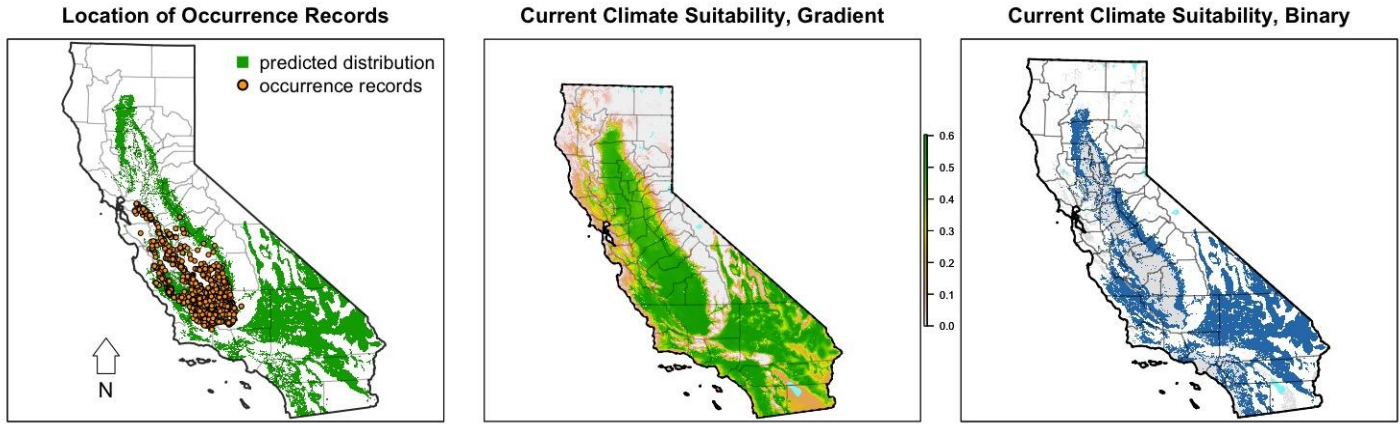 Location of Occurrence Records
predicted distribution
occurrence records
N
Current Climate Suitability, Gradient
0.6
0.5
0.4
0.3
0.2
0.1
0.0
Current Climate Suitability, Binary